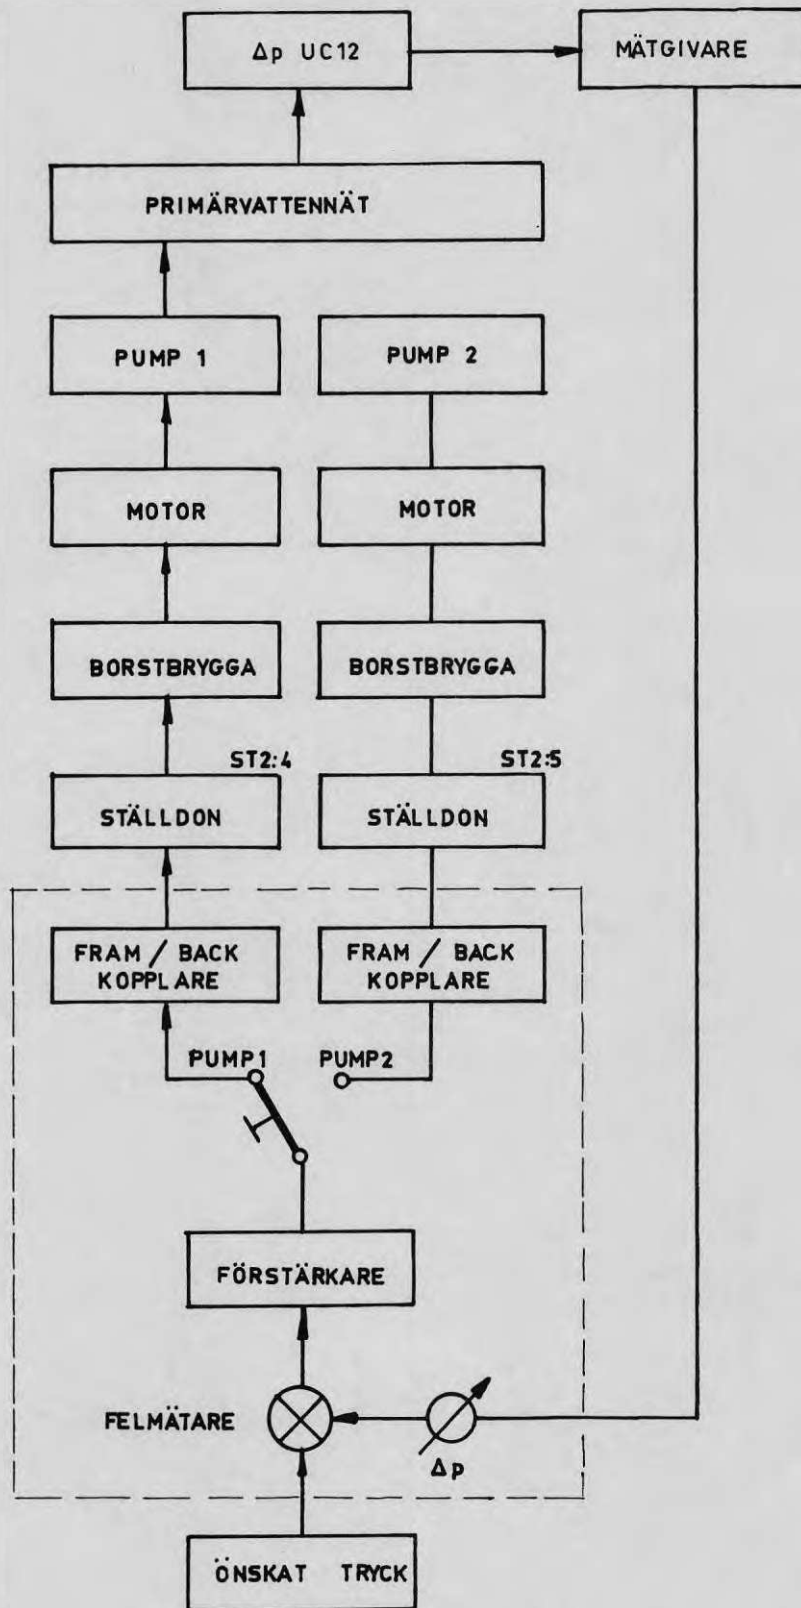 Δp UC12
MÄTGIVARE
PRIMÄRVATTENNÄT
PUMP 1
PUMP 2
MOTOR
MOTOR
BORSTBRYGGA
BORSTBRYGGA
ST2:4
ST2:5
STÄLLDON
STÄLLDON
FRAM / BACK
KOPPLARE
FRAM / BACK
KOPPLARE
PUMP1
PUMP2
FÖRSTÄRKARE
FELMÄTARE
Δp
ÖNSKAT TRYCK